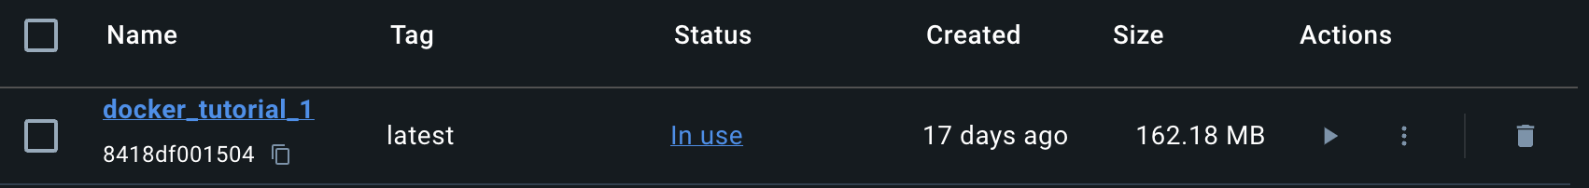 Name Tag Status Created Size Actions
docker_tutorial_1
latest In use 17 days ago 162.18 MB
8418df001504